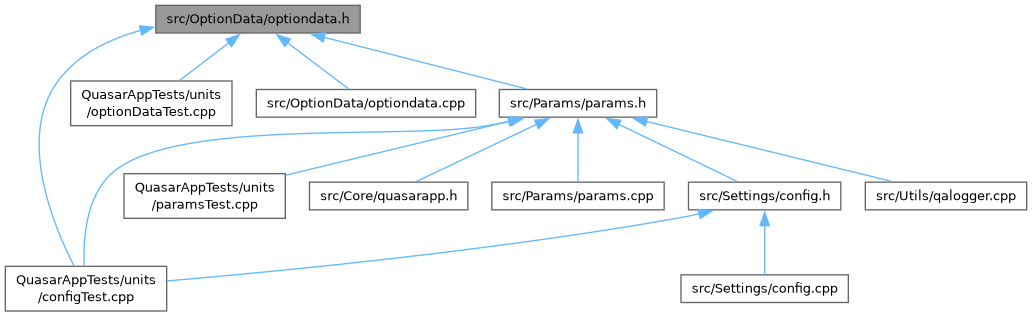 src/OptionData/optiondata.h
QuasarAppTests/units
/optionDataTest.cpp
src/OptionData/optiondata.cpp
src/Params/params.h
QuasarAppTests/units
/paramsTest.cpp
src/Core/quasarapp.h
src/Params/params.cpp
src/Settings/config.h
src/Utils/qalogger.cpp
QuasarAppTests/units
/configTest.cpp
src/Settings/config.cpp